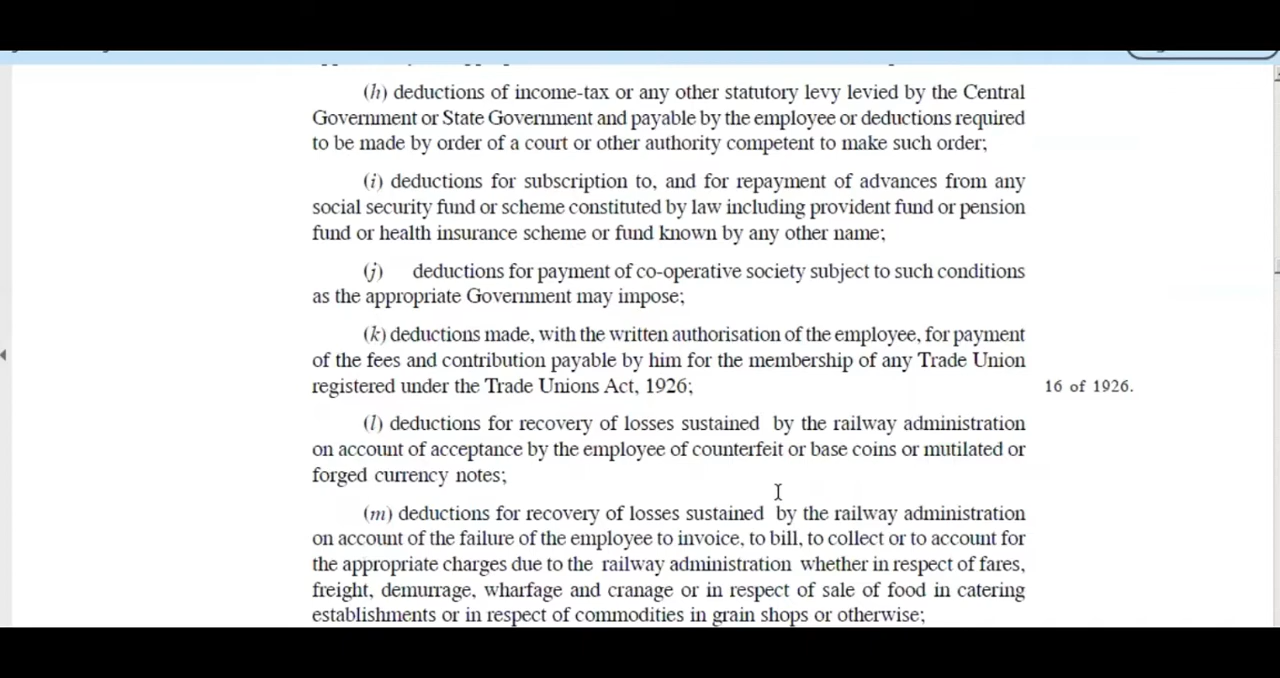 (h) deductions of income-tax or any other statutory levy levied by the Central
Government or State Government and payable by the employee or deductions required
to be made by order of a court or other authority competent to make such order;
(i) deductions for subscription to, and for repayment of advances from any
social security fund or scheme constituted by law including provident fund or pension
fund or health insurance scheme or fund known by any other name;
(j) deductions for payment of co-operative society subject to such conditions
as the appropriate Government may impose;
(k) deductions made, with the written authorisation of the employee, for payment
of the fees and contribution payable by him for the membership of any Trade Union
registered under the Trade Unions Act, 1926;
16 of 1926.
(l) deductions for recovery of losses sustained by the railway administration
on account of acceptance by the employee of counterfeit or base coins or mutilated or
forged currency notes;
(m) deductions for recovery of losses sustained by the railway administration
on account of the failure of the employee to invoice, to bill, to collect or to account for
the appropriate charges due to the railway administration whether in respect of fares,
freight, demurrage, wharfage and cranage or in respect of sale of food in catering
establishments or in respect of commodities in grain shops or otherwise;